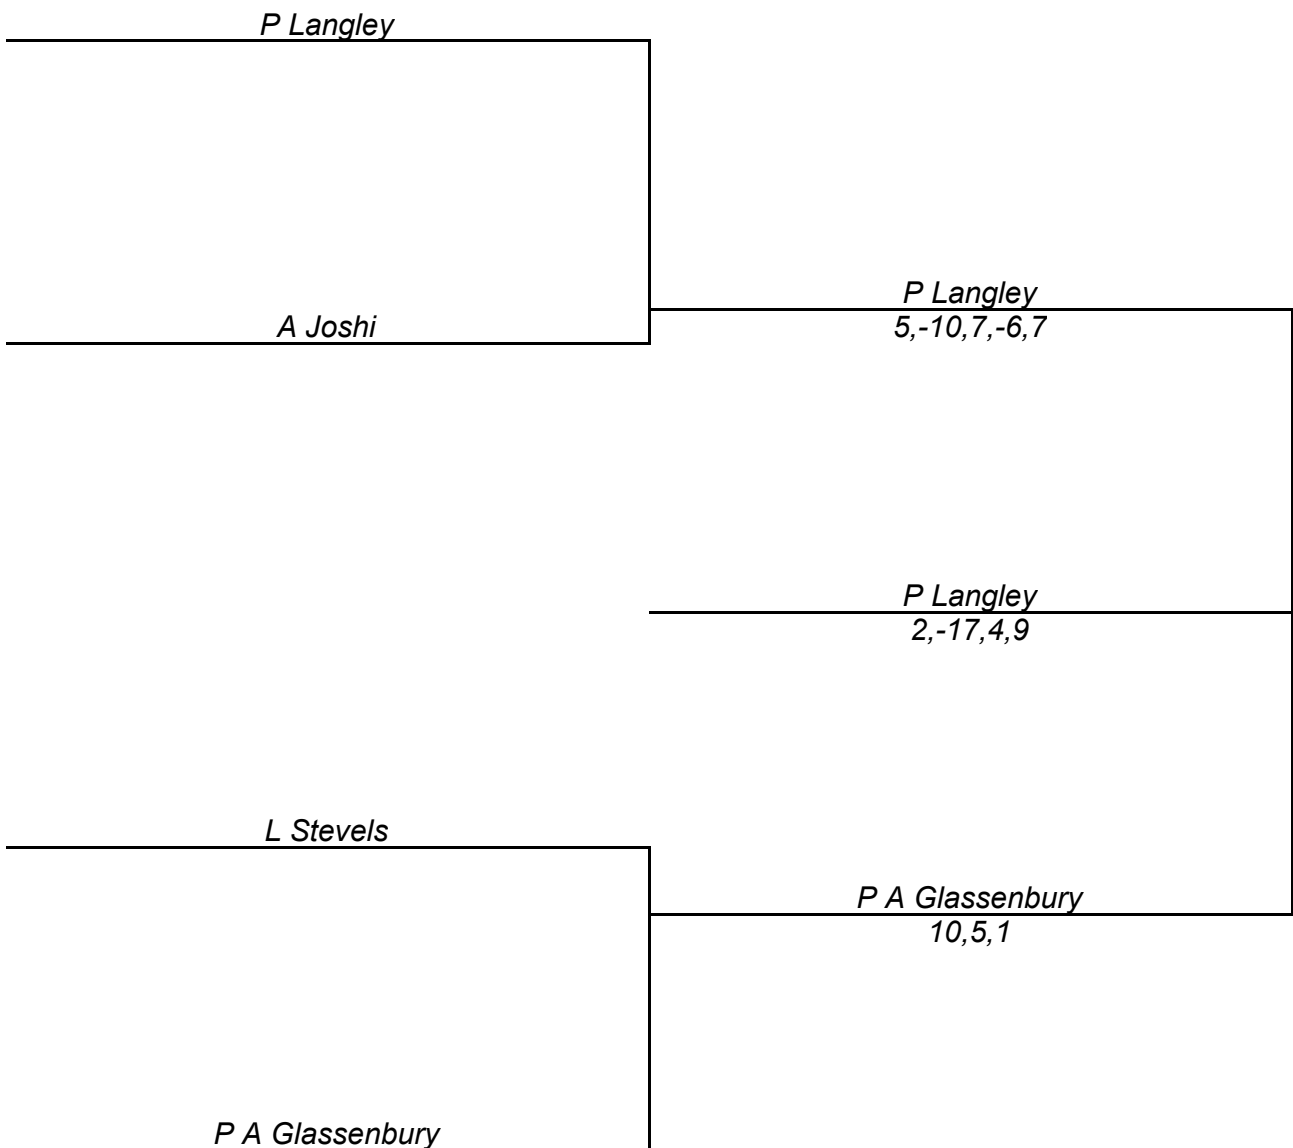 P Langley
P Langley
A Joshi
5,-10,7,-6,7
P Langley
2,-17,4,9
L Stevels
P A Glassenbury
10,5,1
P A Glassenbury